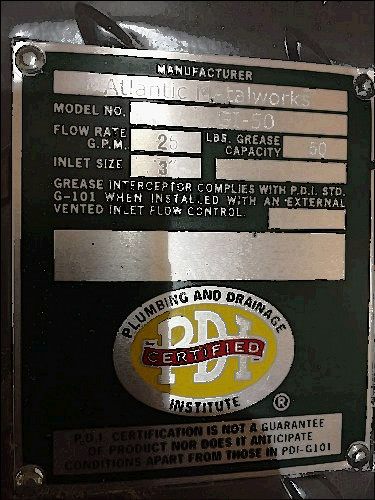 MANUFACTURER
Atlantic Metalworks
MODEL NO. GT-50
FLOW RATE G.P.M. 25 LBS. GREASE CAPACITY 50
INLET SIZE 3"
GREASE INTERCEPTOR COMPLIES WITH P.D.I. STD.
G-101 WHEN INSTALLED WITH AN EXTERNAL
VENTED INLET FLOW CONTROL.
PLUMBING AND DRAINAGE
PDI
CERTIFIED
INSTITUTE ®
P.D.I. CERTIFICATION IS NOT A GUARANTEE
OF PRODUCT NOR DOES IT ANTICIPATE
CONDITIONS APART FROM THOSE IN PDI-G101